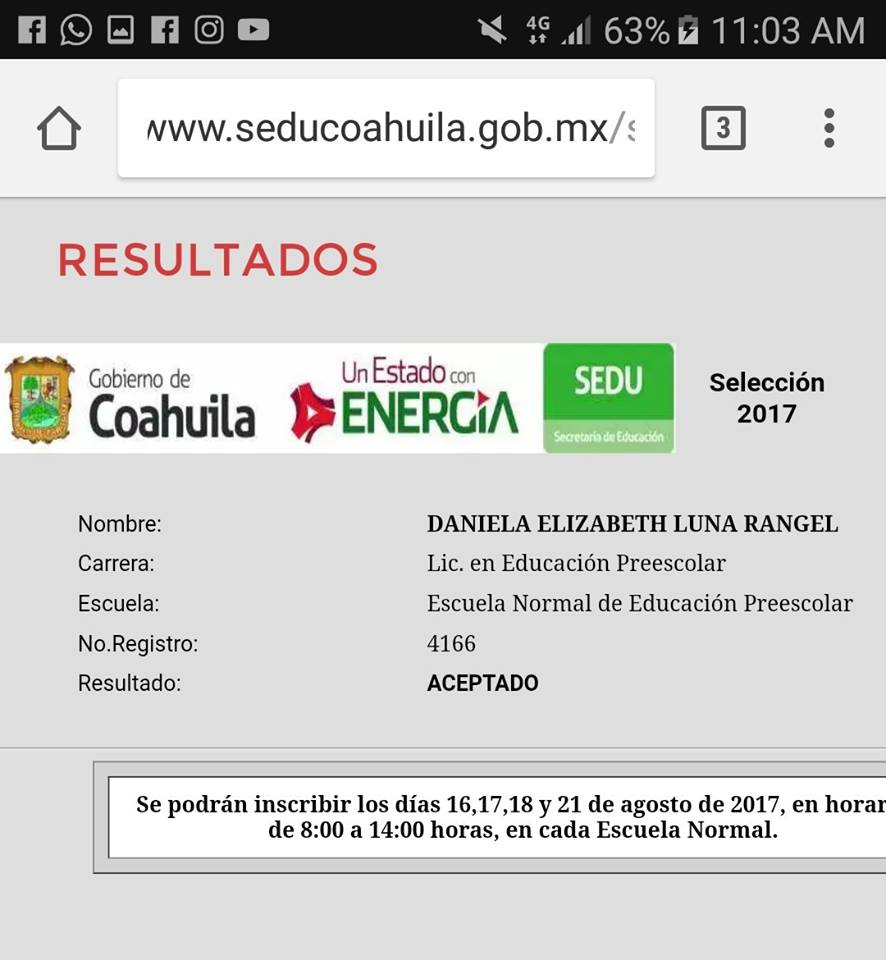 4G 63% 11:03 AM
www.seducoahuila.gob.mx/s
3
RESULTADOS
Gobierno de
Coahuila
Un Estado con
ENERGÍA
SEDU
Secretaría de Educación
Selección
2017
Nombre: DANIELA ELIZABETH LUNA RANGEL
Carrera: Lic. en Educación Preescolar
Escuela: Escuela Normal de Educación Preescolar
No.Registro: 4166
Resultado: ACEPTADO
Se podrán inscribir los días 16,17,18 y 21 de agosto de 2017, en horar
de 8:00 a 14:00 horas, en cada Escuela Normal.